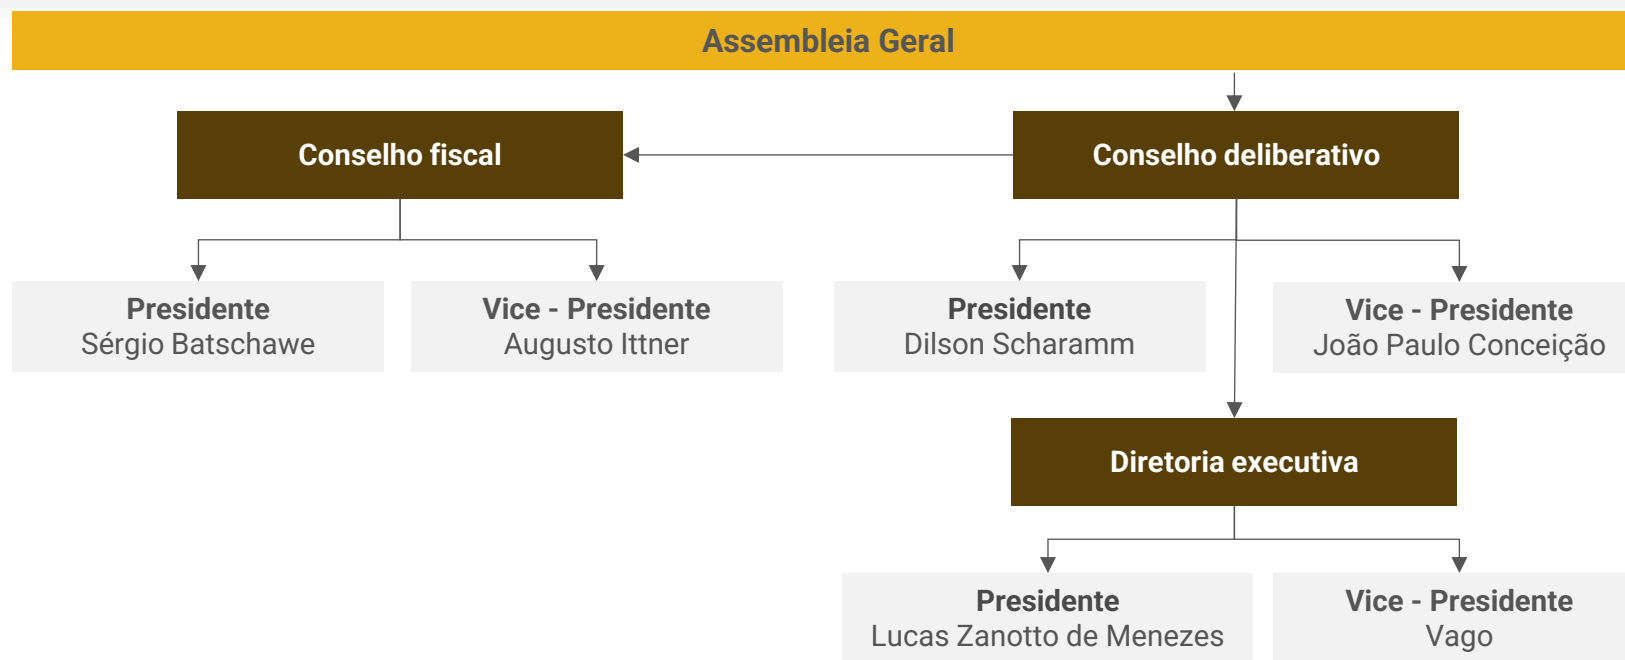 Assembleia Geral
Conselho fiscal
Conselho deliberativo
Presidente
Sérgio Batschawe
Vice - Presidente
Augusto Ittner
Presidente
Dilson Scharamm
Vice - Presidente
João Paulo Conceição
Diretoria executiva
Presidente
Lucas Zanotto de Menezes
Vice - Presidente
Vago